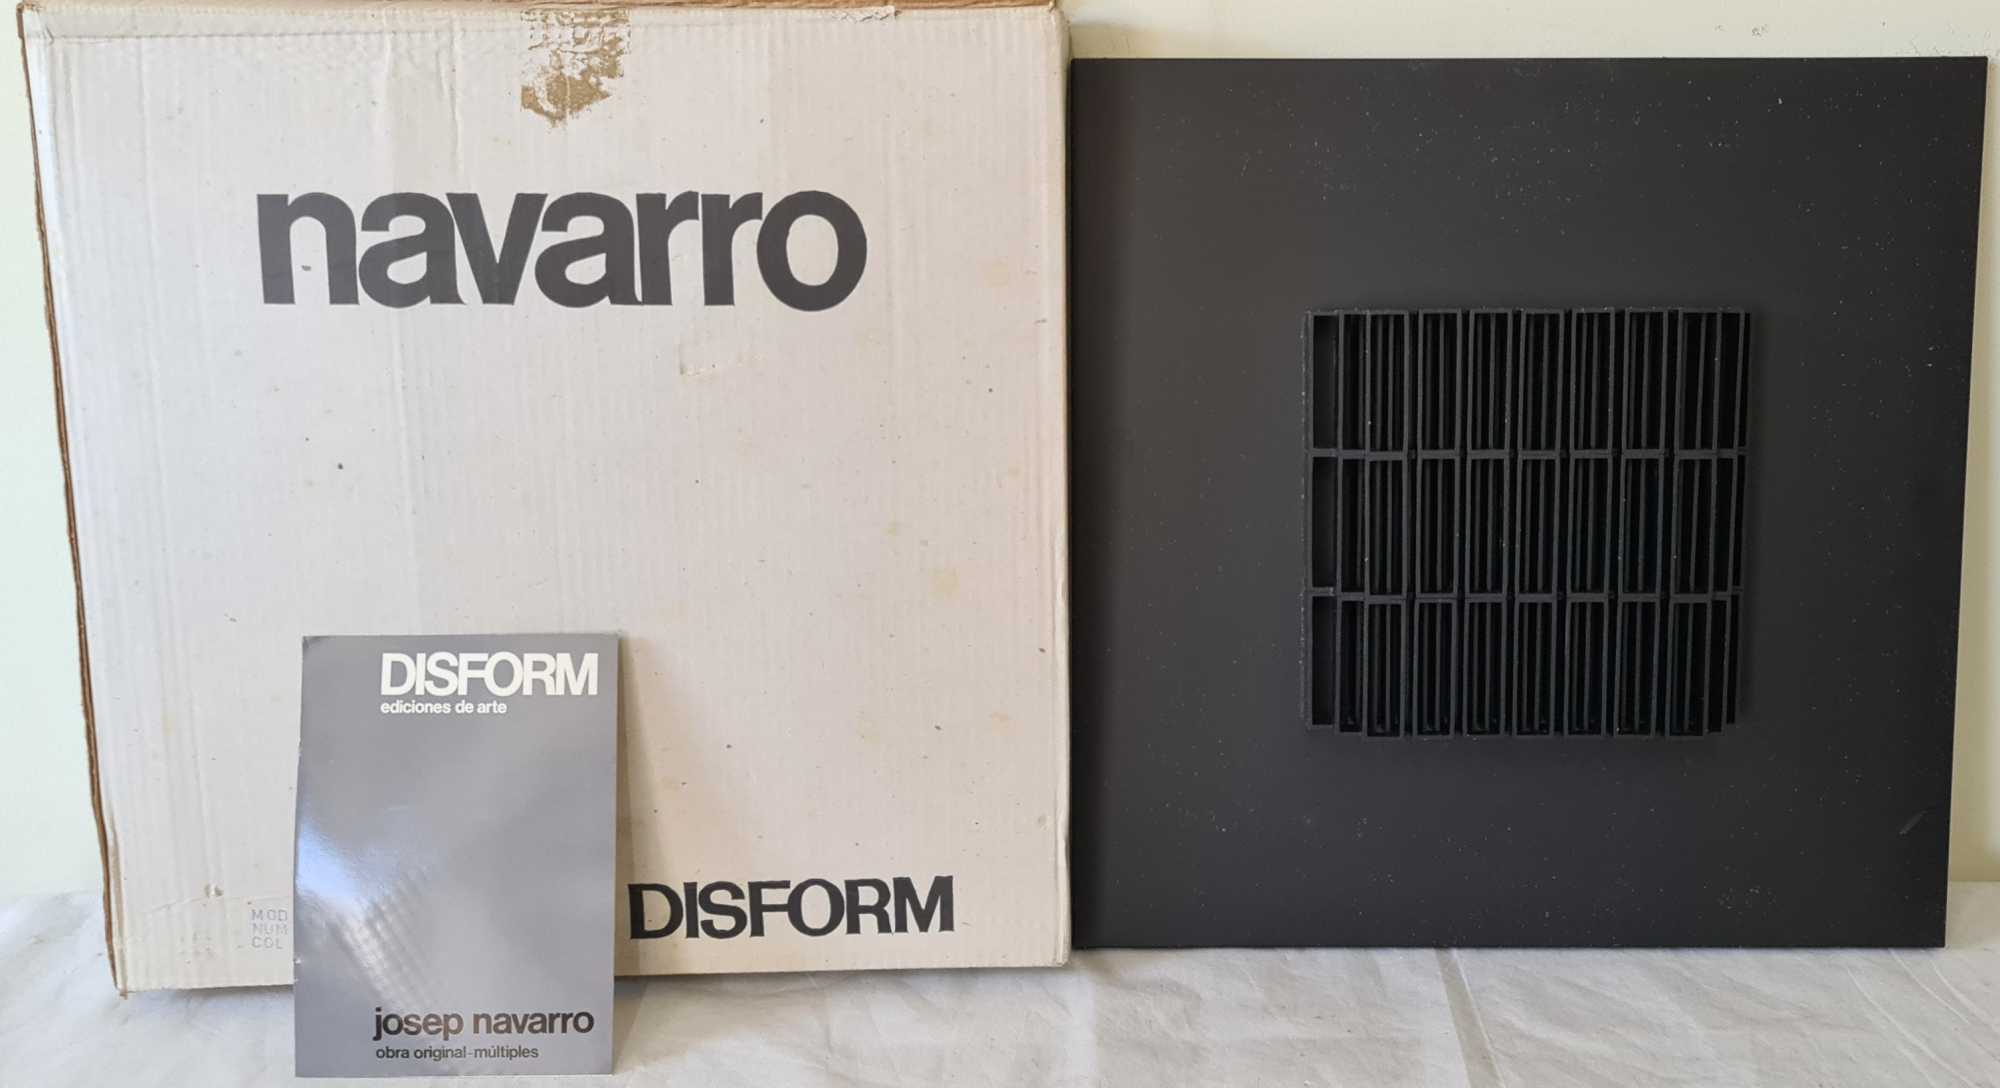 navarro
DISFORM
ediciones de arte
MOD
NUM
COL
DISFORM
josep navarro
obra original-múltiples